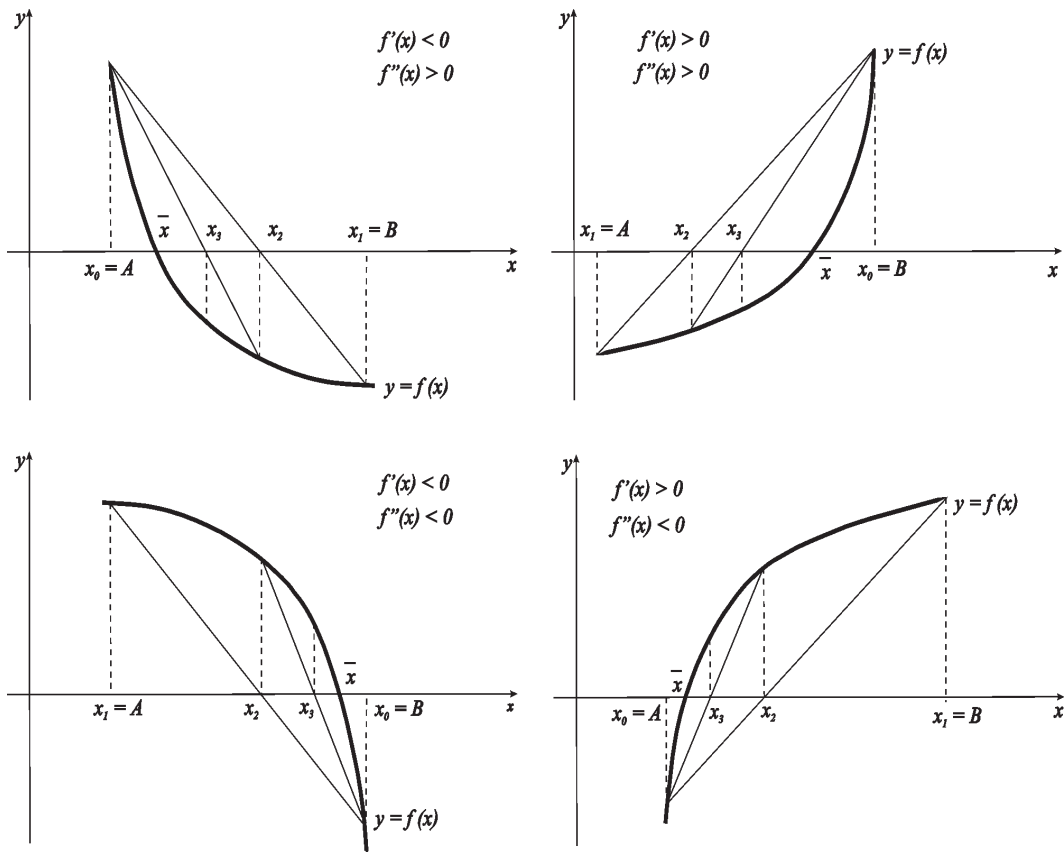 y
f'(x) < 0
f''(x) > 0
x̄
x₃
x₂
x₁ = B
x₀ = A
x
y = f(x)
y
f'(x) > 0
f''(x) > 0
y = f(x)
x₁ = A
x₂
x₃
x̄
x₀ = B
x
y
f'(x) < 0
f''(x) < 0
x̄
x₁ = A
x₂
x₃
x₀ = B
x
y = f(x)
y
f'(x) > 0
f''(x) < 0
y = f(x)
x̄
x₀ = A
x₃
x₂
x₁ = B
x